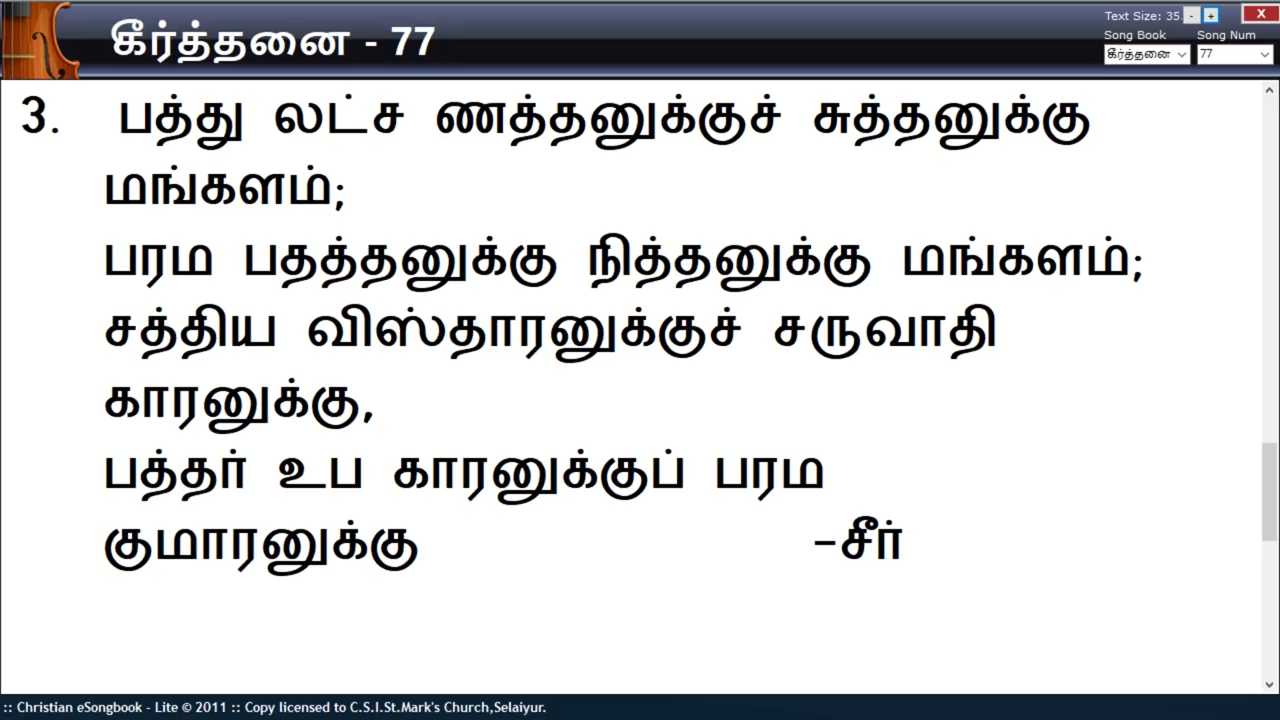 கீர்த்தனை - 77
Text Size: 35.
- +
X
Song Book Song Num
கீர்த்தனை 77
3. பத்து லட்ச ணத்தனுக்குச் சுத்தனுக்கு
மங்களம்;
பரம பதத்தனுக்கு நித்தனுக்கு மங்களம்;
சத்திய விஸ்தாரனுக்குச் சருவாதி
காரனுக்கு,
பத்தர் உப காரனுக்குப் பரம
குமாரனுக்கு -சீர்
:: Christian eSongbook - Lite © 2011 :: Copy licensed to C.S.I.St.Mark's Church,Selaiyur.